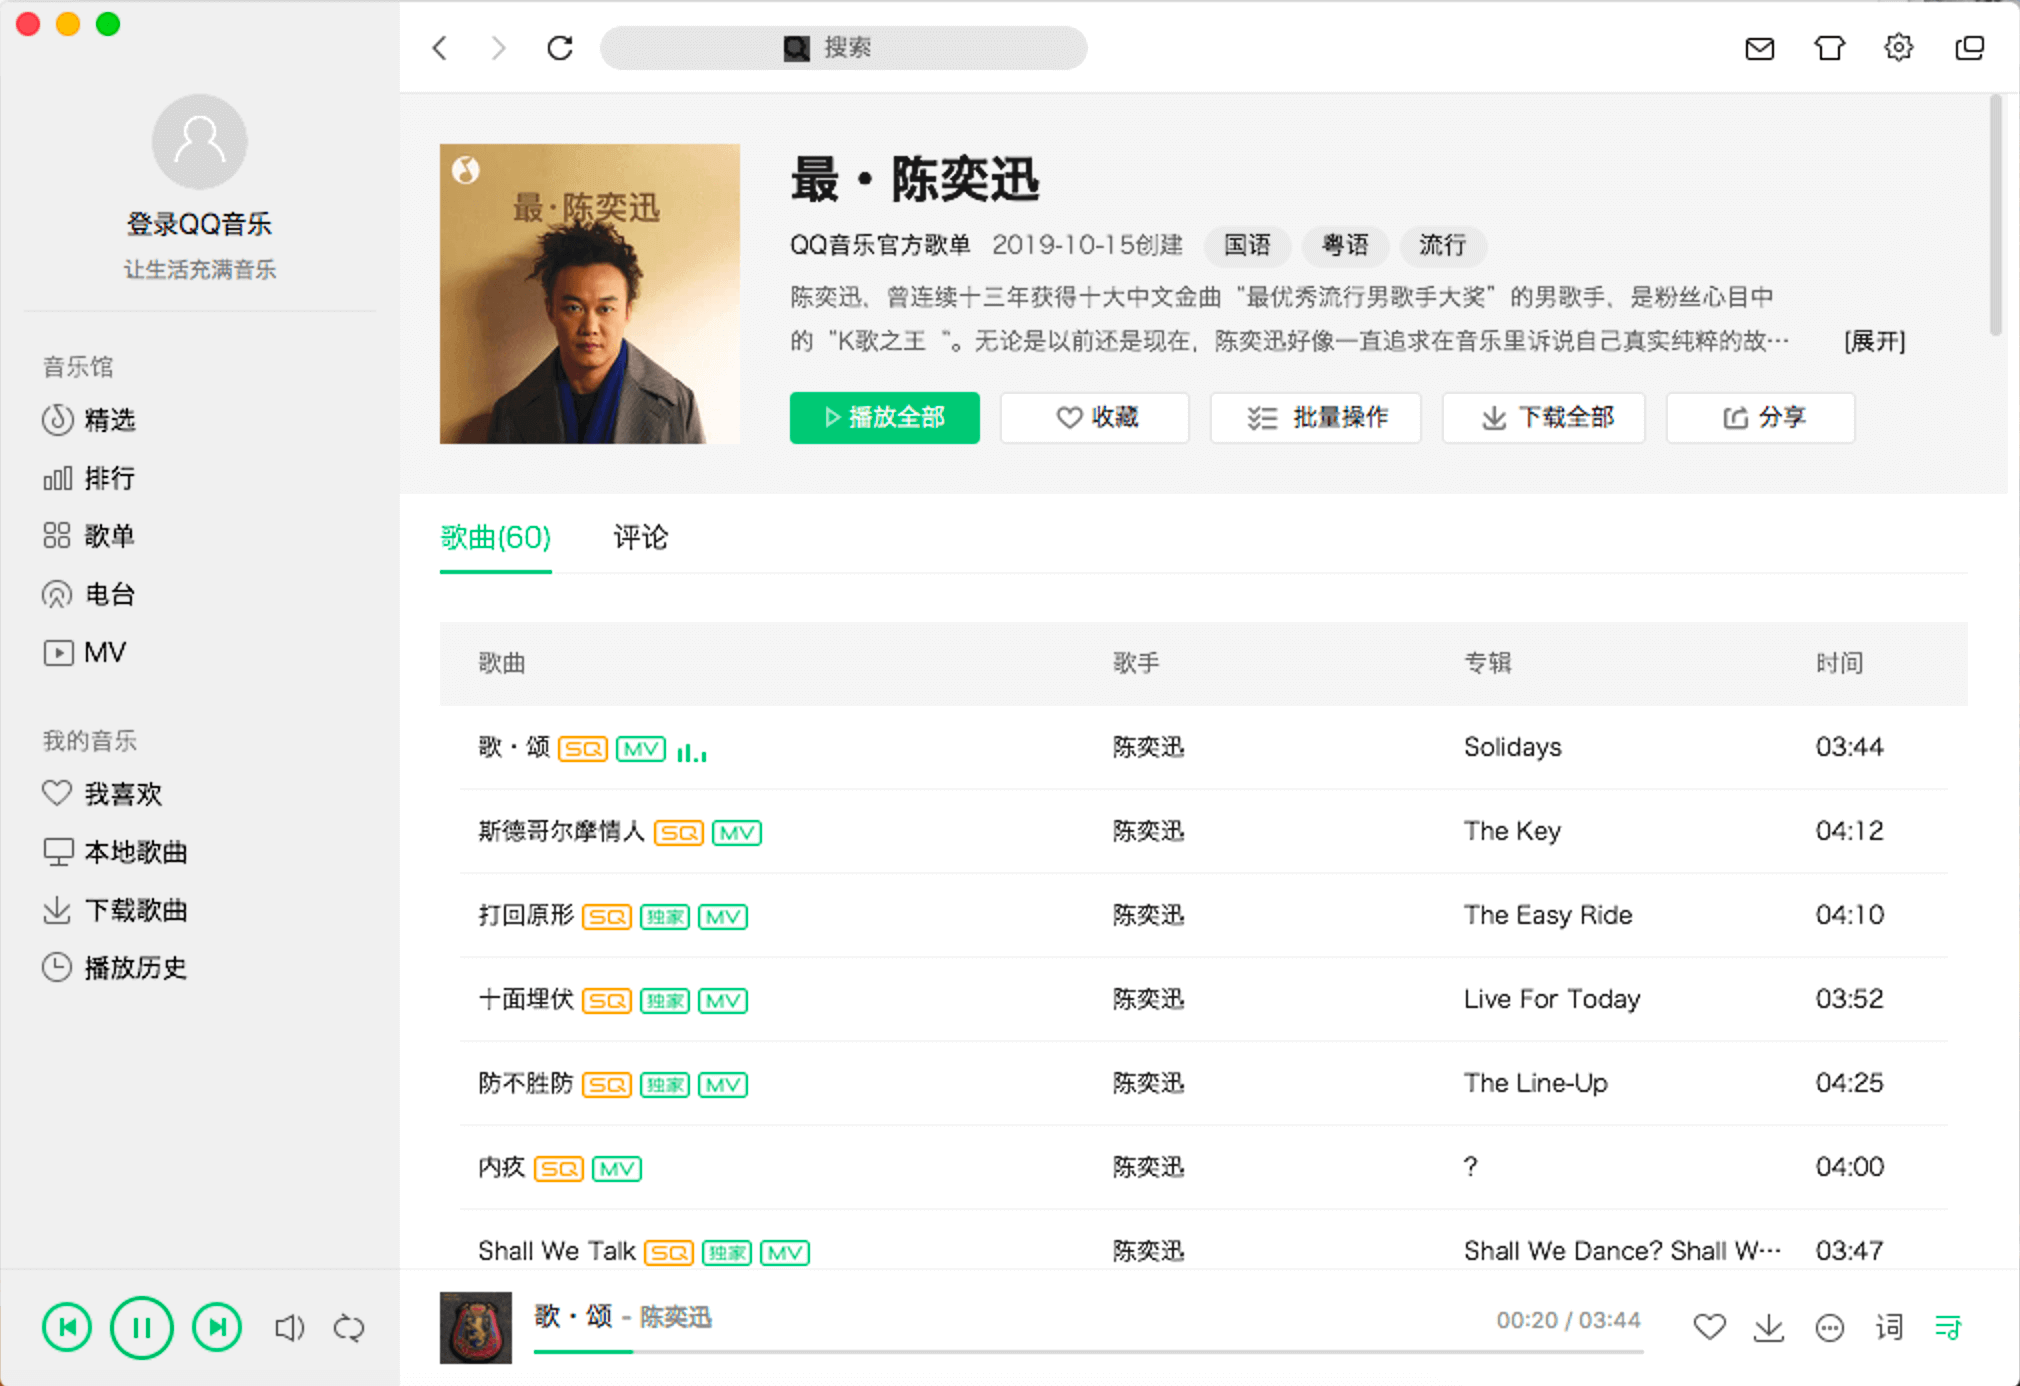 搜索
登录QQ音乐
让生活充满音乐
音乐馆
精选
排行
歌单
电台
MV
我的音乐
我喜欢
本地歌曲
下载歌曲
播放历史
最·陈奕迅
最·陈奕迅
QQ音乐官方歌单 2019-10-15创建 国语 粤语 流行
陈奕迅，曾连续十三年获得十大中文金曲“最优秀流行男歌手大奖”的男歌手，是粉丝心目中
的“K歌之王 “。无论是以前还是现在，陈奕迅好像一直追求在音乐里诉说自己真实纯粹的故… [展开]
播放全部 收藏 批量操作 下载全部 分享
歌曲(60) 评论
歌曲 歌手 专辑 时间
歌·颂 SQ MV 陈奕迅 Solidays 03:44
斯德哥尔摩情人 SQ MV 陈奕迅 The Key 04:12
打回原形 SQ 独家 MV 陈奕迅 The Easy Ride 04:10
十面埋伏 SQ 独家 MV 陈奕迅 Live For Today 03:52
防不胜防 SQ 独家 MV 陈奕迅 The Line-Up 04:25
内疚 SQ MV 陈奕迅 ? 04:00
Shall We Talk SQ 独家 MV 陈奕迅 Shall We Dance? Shall W… 03:47
歌·颂 - 陈奕迅 00:20 / 03:44 词